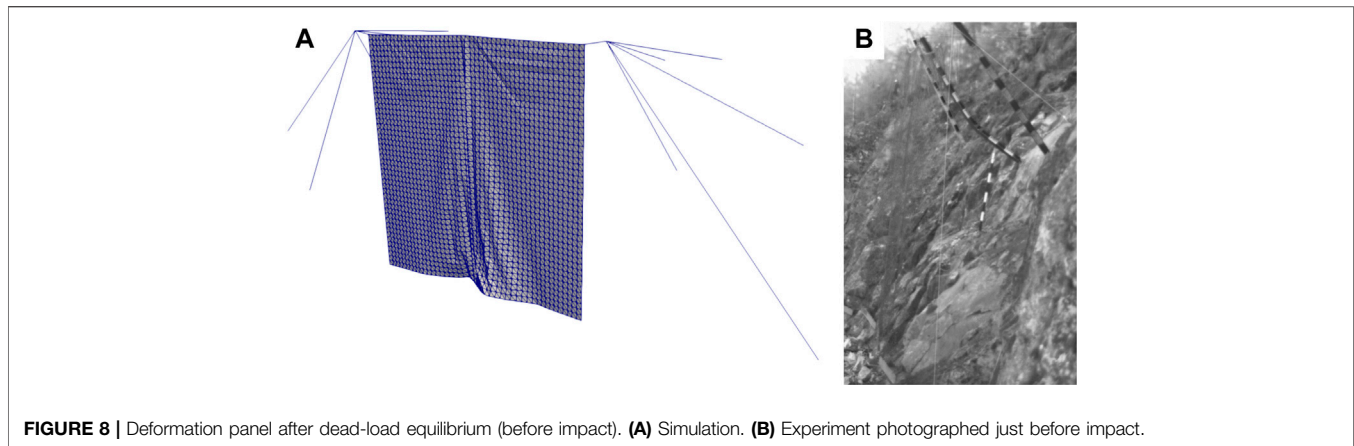 A
B
FIGURE 8 | Deformation panel after dead-load equilibrium (before impact). (A) Simulation. (B) Experiment photographed just before impact.